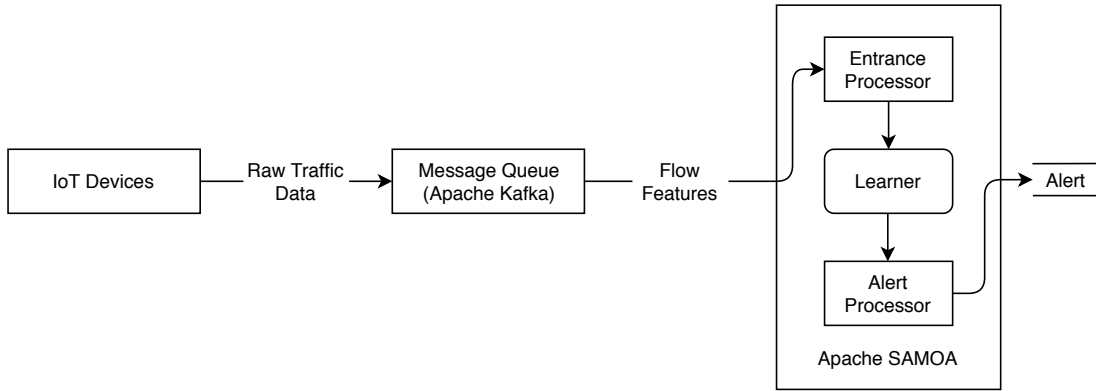 IoT Devices
Raw Traffic
Data
Message Queue
(Apache Kafka)
Flow
Features
Entrance
Processor
Learner
Alert
Processor
Apache SAMOA
Alert